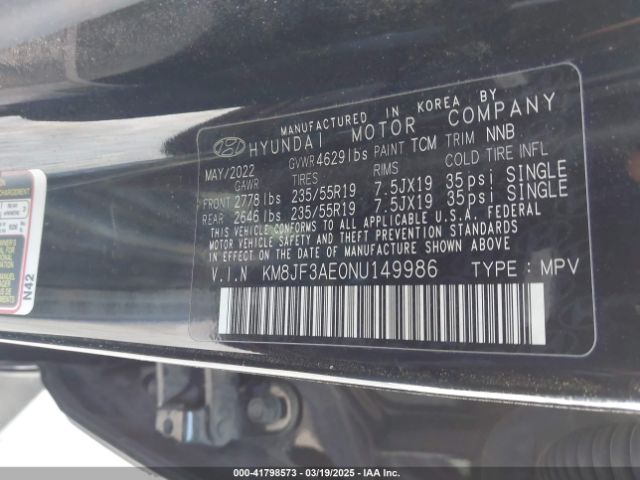 MANUFACTURED IN KOREA BY
HYUNDAI MOTOR COMPANY
MAY/2022 GVWR 4629 lbs PAINT TCM TRIM NNB
GAWR TIRES RIMS COLD TIRE INFL
FRONT 2778 lbs 235/55R19 7.5JX19 35psi SINGLE
REAR 2646 lbs 235/55R19 7.5JX19 35psi SINGLE
THIS VEHICLE CONFORMS TO ALL APPLICABLE U.S.A. FEDERAL
MOTOR VEHICLE SAFETY, BUMPER, AND THEFT PREVENTION STANDARDS
IN EFFECT ON THE DATE OF MANUFACTURE SHOWN ABOVE.
V.I.N KM8JF3AE0NU149986 TYPE : MPV
N42
000-41798573 - 03/19/2025 - IAA Inc.